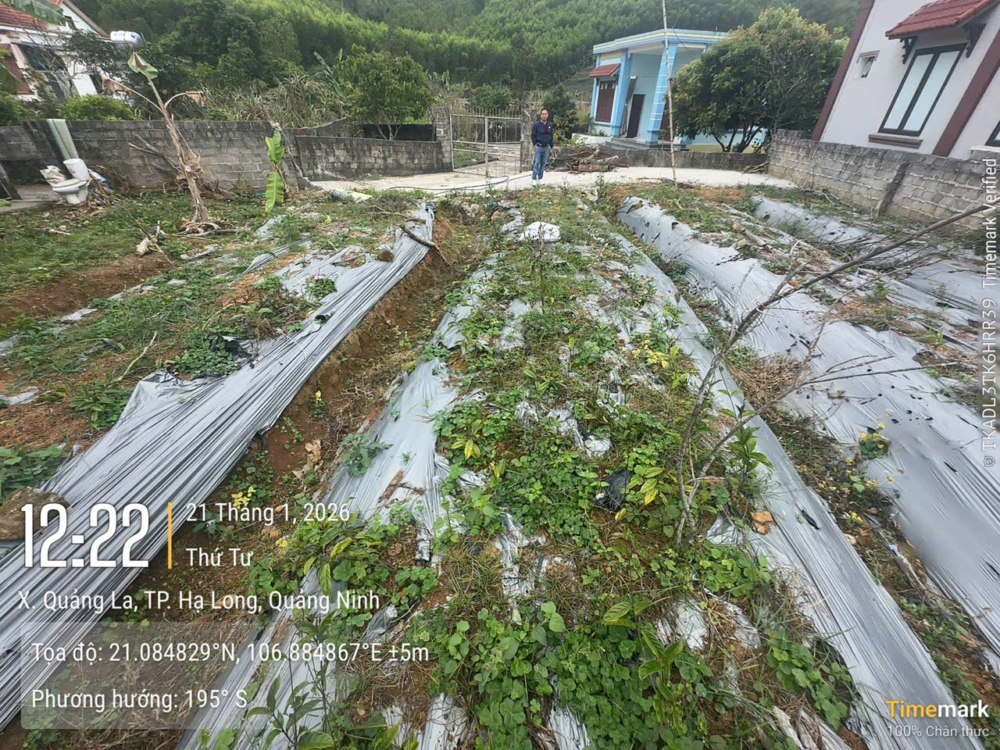 12:22
21 Tháng 1, 2026
Thứ Tư
X. Quảng La, TP. Hạ Long, Quảng Ninh
Tọa độ: 21.084829°N, 106.884867°E ±5m
Phương hướng: 195° S
© TKADL3TK6HRR39 Timemark Verified
Timemark
100% Chân thực